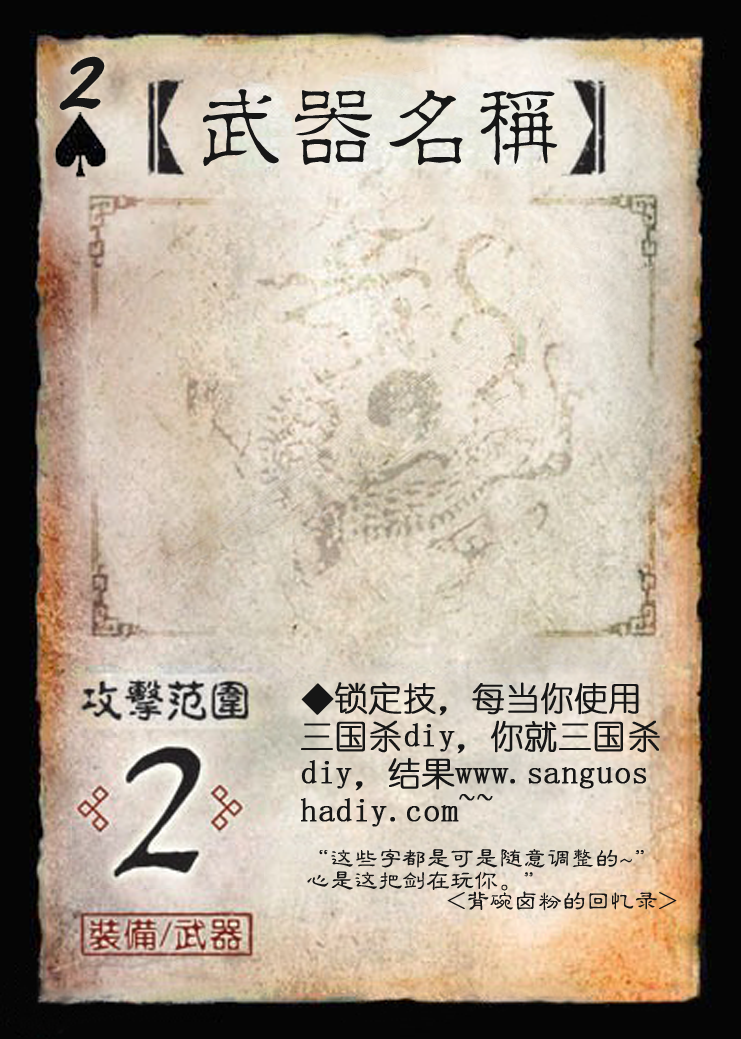 2
【武器名稱】
攻擊范圍
2
裝備/武器
◆锁定技，每当你使用
三国杀diy，你就三国杀
diy，结果www.sanguos
hadiy.com~~
“这些字都是可是随意调整的~”
心是这把剑在玩你。”
<背碗卤粉的回忆录>